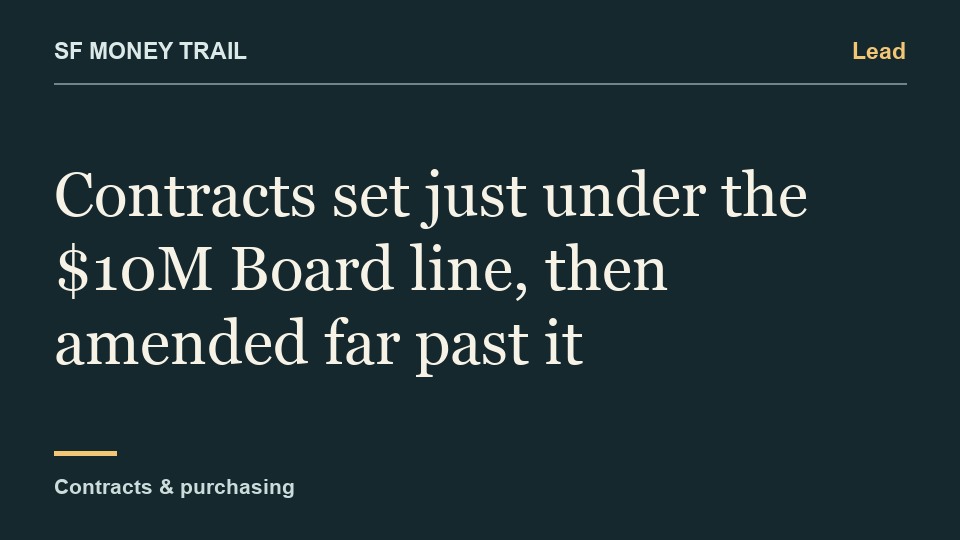 SF MONEY TRAIL
Lead
Contracts set just under the
$10M Board line, then
amended far past it
Contracts & purchasing